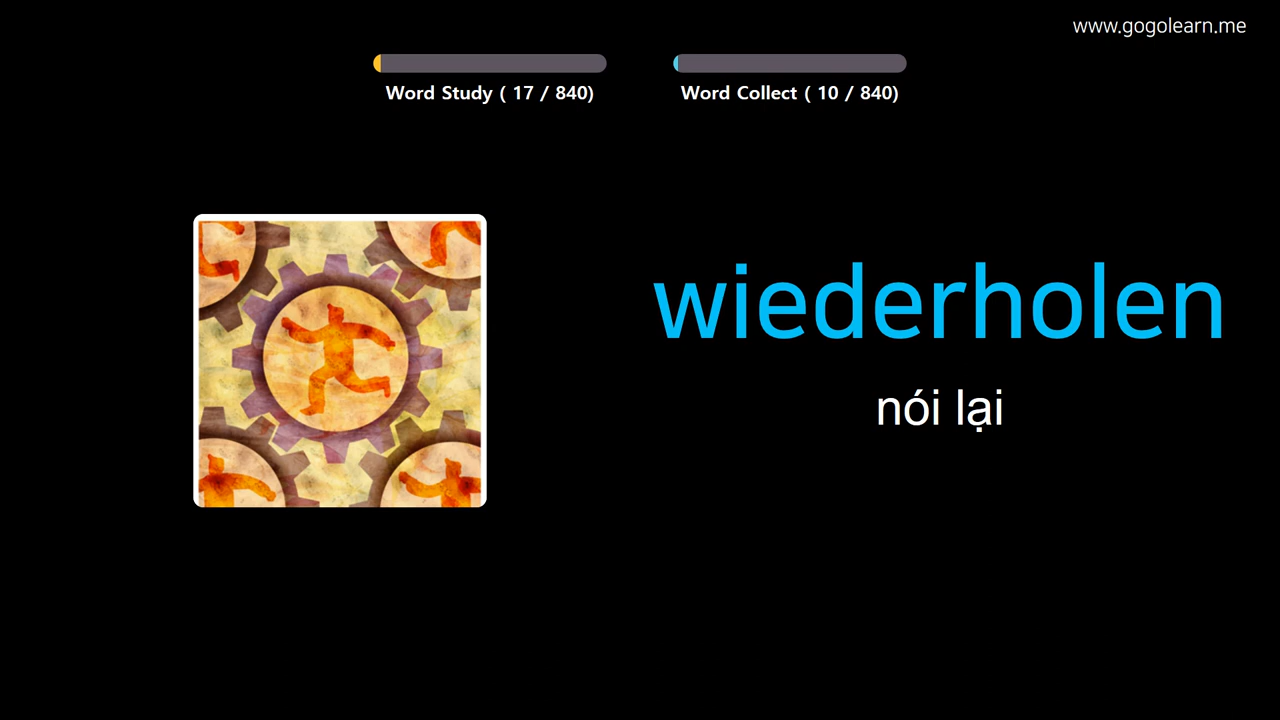 www.gogolearn.me
Word Study ( 17 / 840)
Word Collect ( 10 / 840)
wiederholen
nói lại